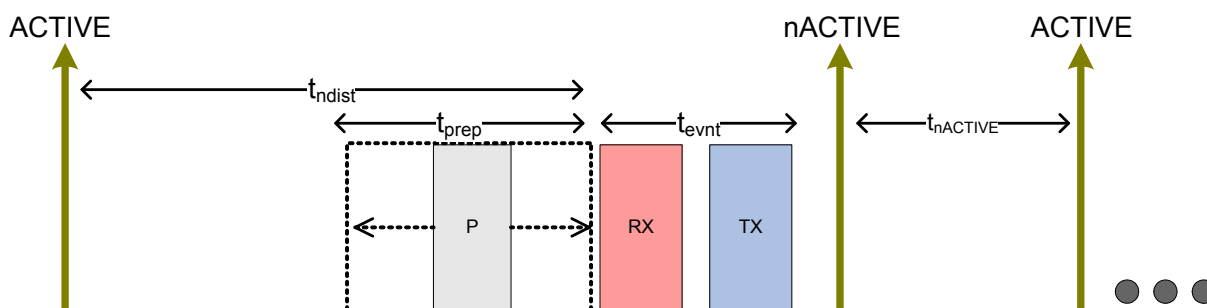 ACTIVE nACTIVE ACTIVE
tndist
tprep tevnt tnACTIVE
P RX TX